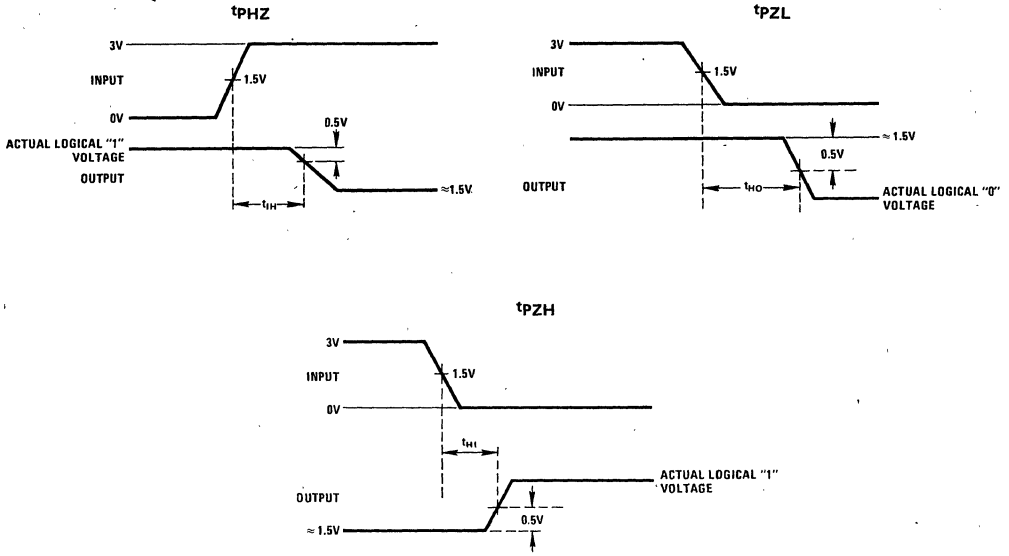 tPHZ
3V
INPUT
1.5V
0V
0.5V
ACTUAL LOGICAL "1"
VOLTAGE
OUTPUT
≈1.5V
tIH
tPZL
3V
INPUT
1.5V
0V
≈1.5V
0.5V
OUTPUT
tHO
ACTUAL LOGICAL "0"
VOLTAGE
tPZH
3V
INPUT
1.5V
0V
tHI
ACTUAL LOGICAL "1"
VOLTAGE
OUTPUT
0.5V
≈1.5V